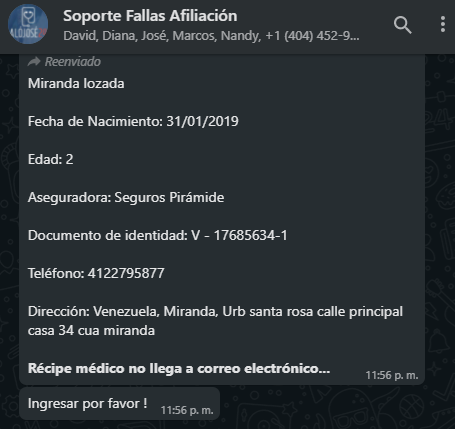 Soporte Fallas Afiliación
David, Diana, José, Marcos, Nandy, +1 (404) 452-9...
Reenviado
Miranda lozada
Fecha de Nacimiento: 31/01/2019
Edad: 2
Aseguradora: Seguros Pirámide
Documento de identidad: V - 17685634-1
Teléfono: 4122795877
Dirección: Venezuela, Miranda, Urb santa rosa calle principal
casa 34 cua miranda
Récipe médico no llega a correo electrónico...
11:56 p. m.
Ingresar por favor !
11:56 p. m.